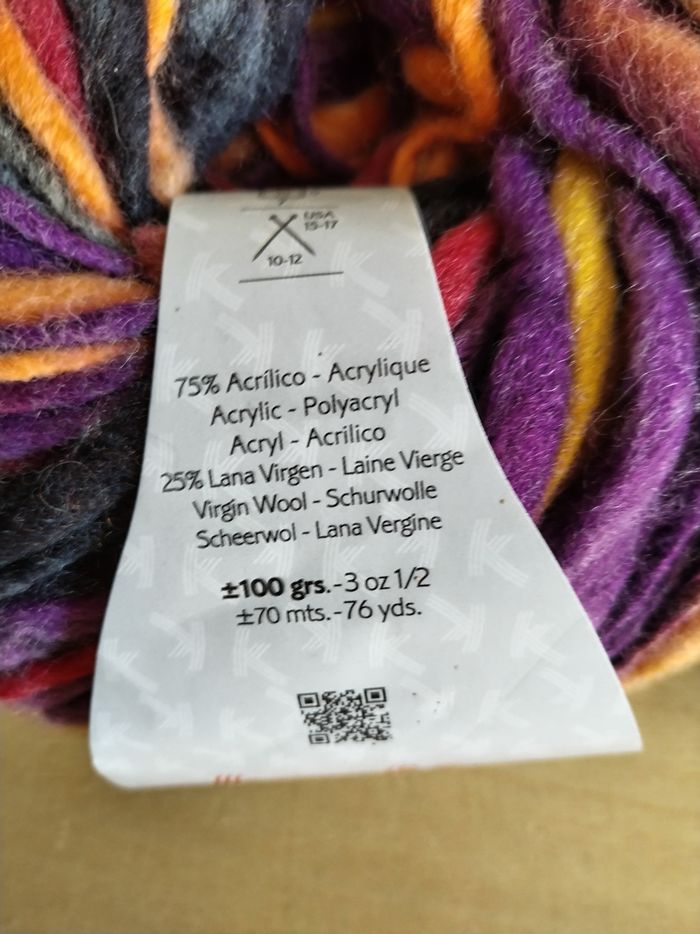 USA
15-17
10-12
75% Acrílico - Acrylique
Acrylic - Polyacryl
Acryl - Acrilico
25% Lana Virgen - Laine Vierge
Virgin Wool - Schurwolle
Scheerwol - Lana Vergine
±100 grs.-3 oz 1/2
±70 mts.-76 yds.